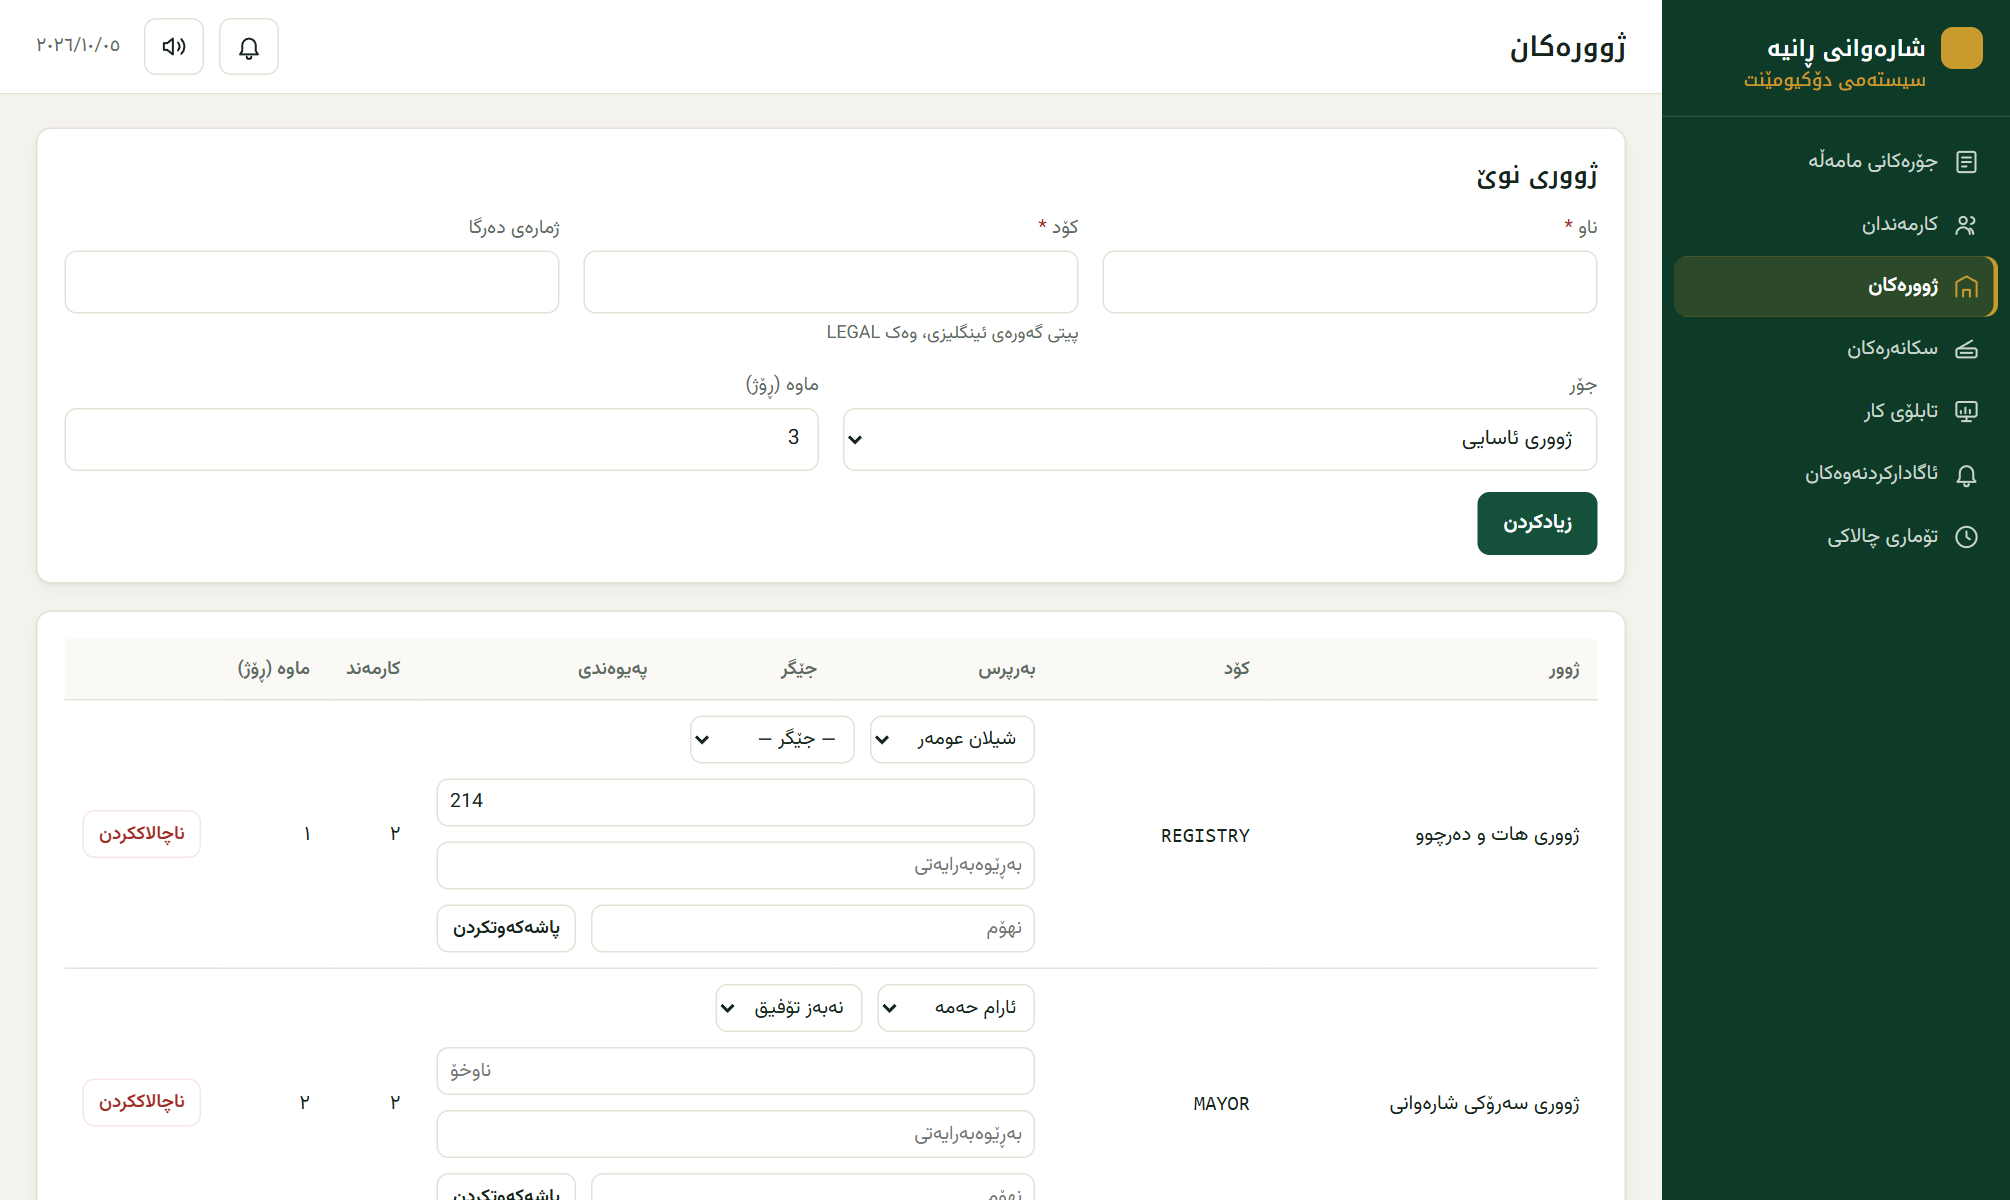 شارەوانی ڕانیە
سیستەمی دۆکیومێنت
جۆرەکانی مامەڵە
کارمەندان
ژوورەکان
سکانەرەکان
تابلۆی کار
ئاگادارکردنەوەکان
تۆماری چالاکی
ژوورەکان
٢٠٢٦/١٠/٠٥
ژووری نوێ
ناو *
کۆد *
ژمارەی دەرگا
پیتی گەورەی ئینگلیزی، وەک LEGAL
جۆر
ماوە (ڕۆژ)
ژووری ئاسایی
3
زیادکردن
ژوور کۆد بەرپرس جێگر پەیوەندی کارمەند ماوە (ڕۆژ)
شیلان عومەر
— جێگر —
214
بەڕێوەبەرایەتی
نهۆم
پاشەکەوتکردن
ژووری هات و دەرچوو REGISTRY ٢ ١ ناچالاککردن
ئارام حەمە
نەبەز تۆفیق
ناوخۆ
بەڕێوەبەرایەتی
نهۆم
پاشەکەوتکردن
ژووری سەرۆکی شارەوانی MAYOR ٢ ٢ ناچالاککردن